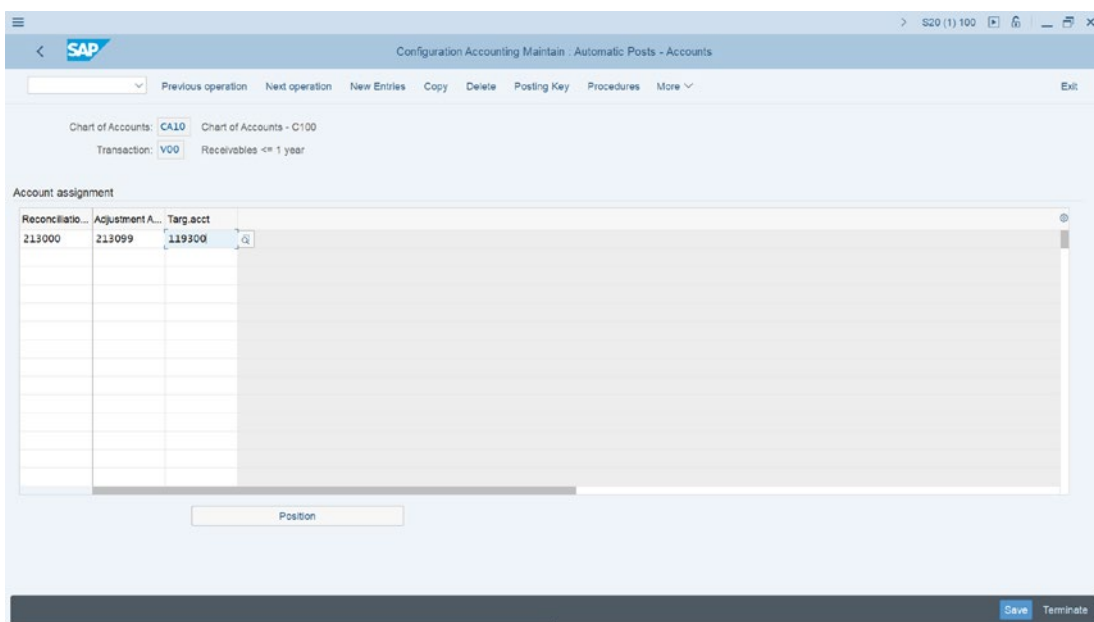 S20 (1) 100
SAP
Configuration Accounting Maintain : Automatic Posts - Accounts
Previous operation Next operation New Entries Copy Delete Posting Key Procedures More Exit
Chart of Accounts: CA10 Chart of Accounts - C100
Transaction: V00 Receivables <= 1 year
Account assignment
Reconciliatio... Adjustment A... Targ.acct
213000 213099 119300
Position
Save Terminate